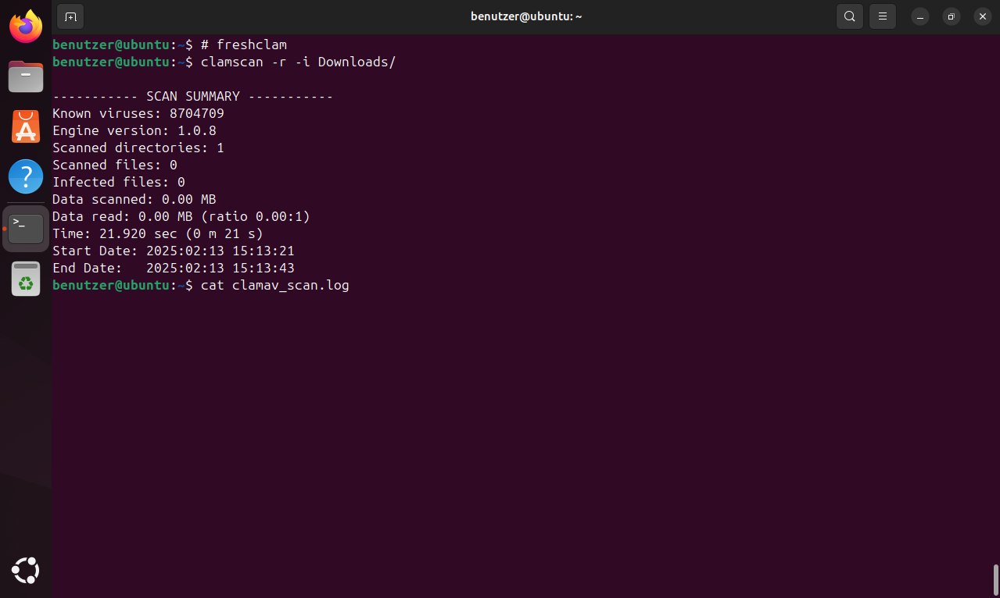 benutzer@ubuntu: ~
benutzer@ubuntu:~$ # freshclam
benutzer@ubuntu:~$ clamscan -r -i Downloads/
----------- SCAN SUMMARY -----------
Known viruses: 8704709
Engine version: 1.0.8
Scanned directories: 1
Scanned files: 0
Infected files: 0
Data scanned: 0.00 MB
Data read: 0.00 MB (ratio 0.00:1)
Time: 21.920 sec (0 m 21 s)
Start Date: 2025:02:13 15:13:21
End Date:   2025:02:13 15:13:43
benutzer@ubuntu:~$ cat clamav_scan.log